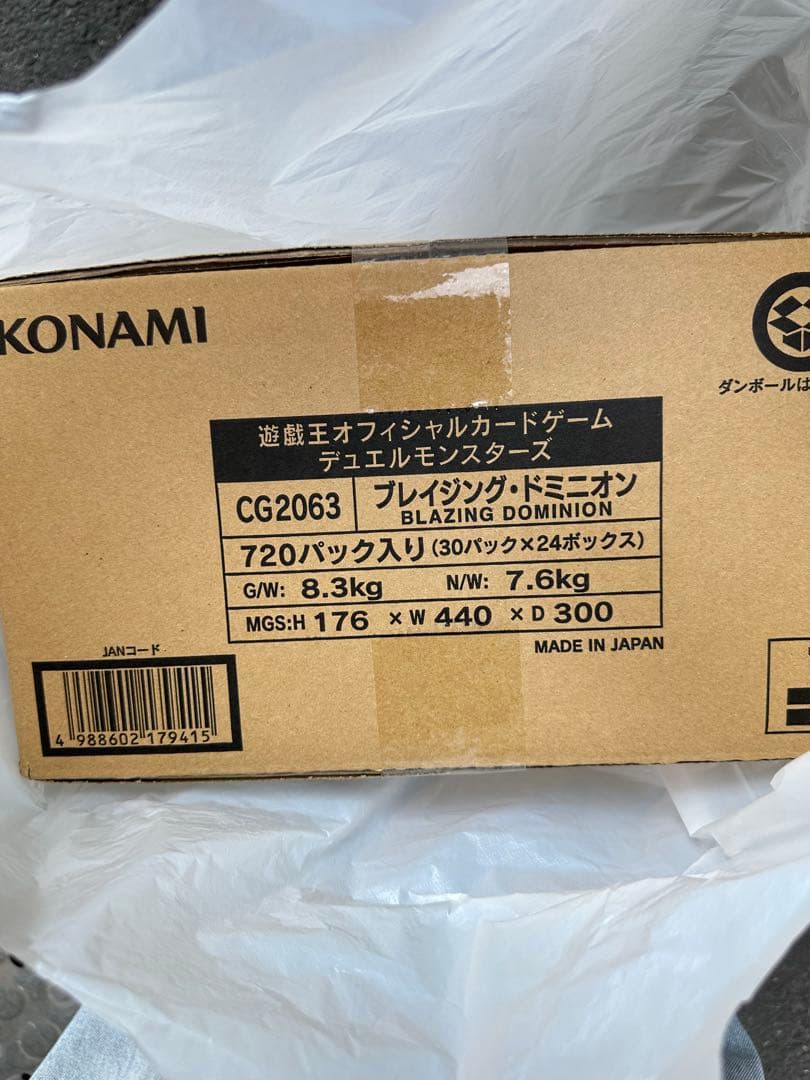 KONAMI
ダンボールは
遊戯王オフィシャルカードゲーム
デュエルモンスターズ
CG2063
ブレイジング・ドミニオン
BLAZING DOMINION
720パック入り(30パック×24ボックス)
G/W: 8.3kg N/W: 7.6kg
MGS:H 176 × W 440 × D 300
MADE IN JAPAN
JANコード
4 988602 179415